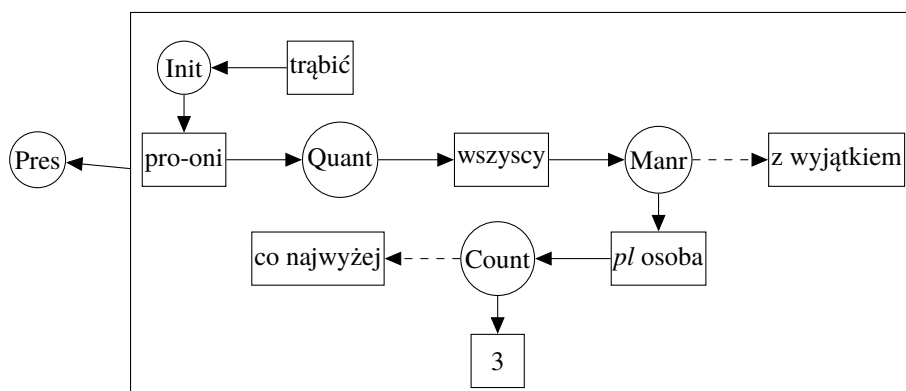 Init trąbić
Pres pro-oni Quant wszyscy Manr z wyjątkiem
co najwyżej Count pl osoba
3